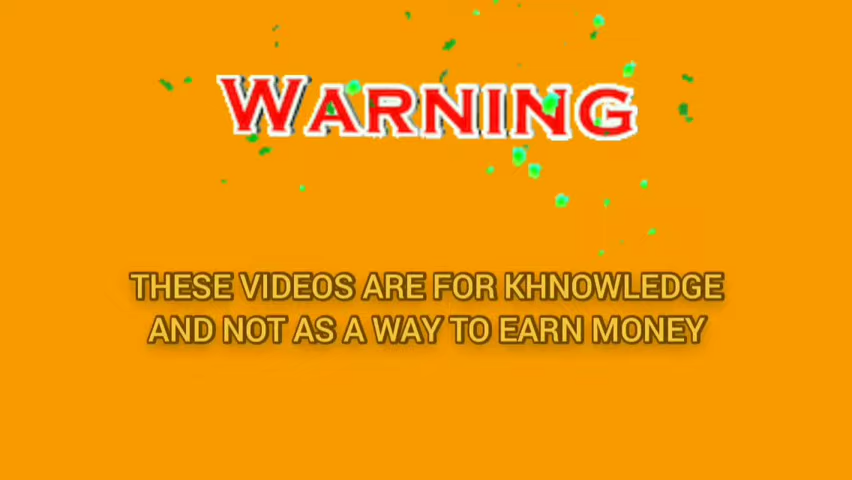 WARNING
THESE VIDEOS ARE FOR KHNOWLEDGE
AND NOT AS A WAY TO EARN MONEY